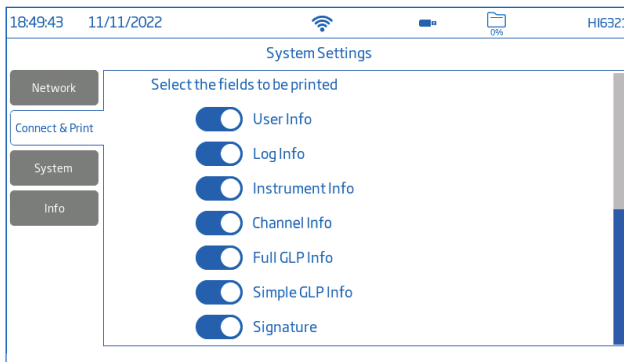 18:49:43 11/11/2022 0% HI6321
System Settings
Network
Connect & Print
System
Info
Select the fields to be printed
User Info
Log Info
Instrument Info
Channel Info
Full GLP Info
Simple GLP Info
Signature